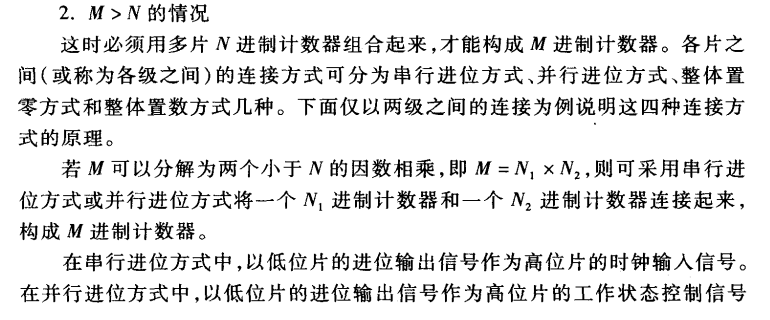 2. M > N 的情况
这时必须用多片 N 进制计数器组合起来,才能构成 M 进制计数器。各片之
间(或称为各级之间)的连接方式可分为串行进位方式、并行进位方式、整体置
零方式和整体置数方式几种。下面仅以两级之间的连接为例说明这四种连接方
式的原理。
若 M 可以分解为两个小于 N 的因数相乘,即 M = N₁ × N₂,则可采用串行进
位方式或并行进位方式将一个 N₁ 进制计数器和一个 N₂ 进制计数器连接起来,
构成 M 进制计数器。
在串行进位方式中,以低位片的进位输出信号作为高位片的时钟输入信号。
在并行进位方式中,以低位片的进位输出信号作为高位片的工作状态控制信号